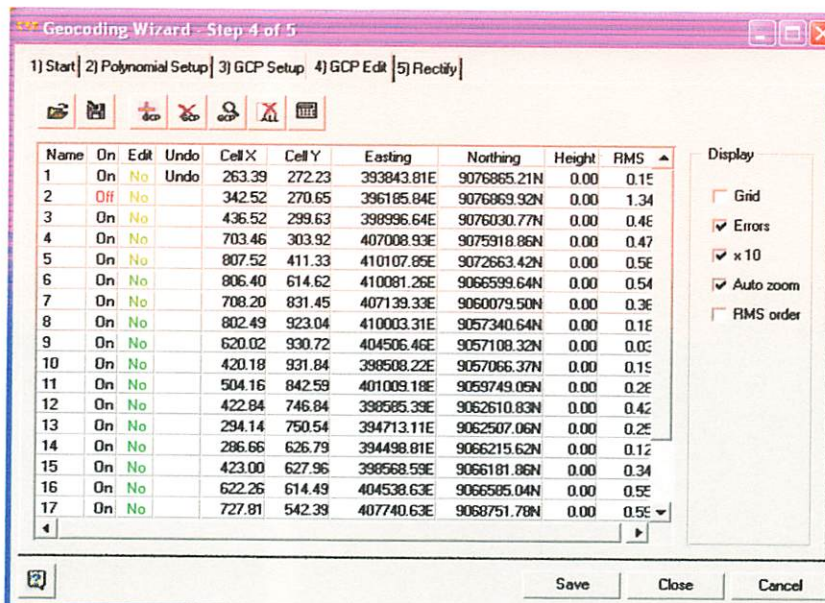 Geocoding Wizard - Step 4 of 5
1) Start 2) Polynomial Setup 3) GCP Setup 4) GCP Edit 5) Rectify
GCP GCP GCP ALL
Name On Edit Undo Cell X Cell Y Easting Northing Height RMS
1 On No Undo 263.39 272.23 393843.81E 9076865.21N 0.00 0.15
2 Off No 342.52 270.65 396185.84E 9076869.92N 0.00 1.34
3 On No 436.52 299.63 398996.64E 9076030.77N 0.00 0.48
4 On No 703.46 303.92 407008.93E 9075918.86N 0.00 0.47
5 On No 807.52 411.33 410107.85E 9072663.42N 0.00 0.58
6 On No 806.40 614.62 410081.26E 9066599.64N 0.00 0.54
7 On No 708.20 831.45 407139.33E 9060079.50N 0.00 0.36
8 On No 802.49 923.04 410003.31E 9057340.64N 0.00 0.18
9 On No 620.02 930.72 404506.46E 9057108.32N 0.00 0.03
10 On No 420.18 931.84 398508.22E 9057066.37N 0.00 0.19
11 On No 504.16 842.59 401009.18E 9059749.05N 0.00 0.28
12 On No 422.84 746.84 398585.39E 9062610.83N 0.00 0.42
13 On No 294.14 750.54 394713.11E 9062507.06N 0.00 0.25
14 On No 286.66 626.79 394498.81E 9066215.62N 0.00 0.12
15 On No 423.00 627.96 398568.59E 9066181.86N 0.00 0.34
16 On No 622.26 614.49 404538.63E 9066585.04N 0.00 0.55
17 On No 727.81 542.39 407740.63E 9068751.78N 0.00 0.55
Display
Grid
Errors
x 10
Auto zoom
RMS order
Save Close Cancel